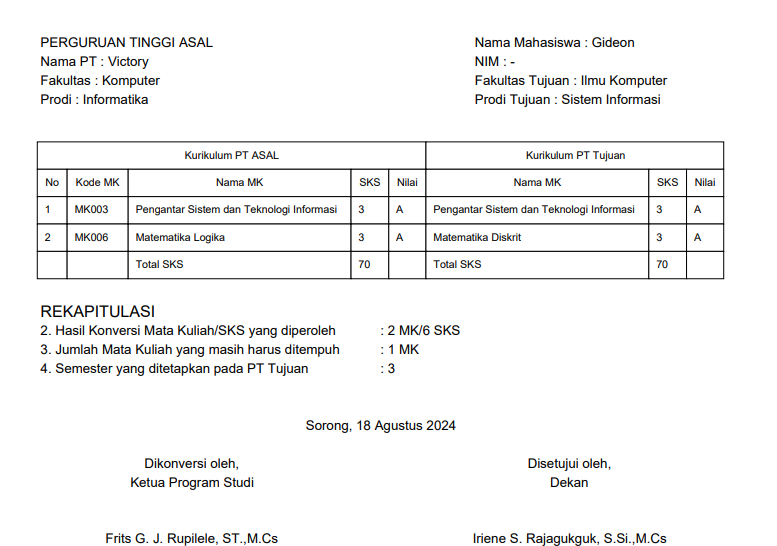 PERGURUAN TINGGI ASAL Nama Mahasiswa : Gideon
Nama PT : Victory NIM : -
Fakultas : Komputer Fakultas Tujuan : Ilmu Komputer
Prodi : Informatika Prodi Tujuan : Sistem Informasi
Kurikulum PT ASAL Kurikulum PT Tujuan
No Kode MK Nama MK SKS Nilai Nama MK SKS Nilai
1 MK003 Pengantar Sistem dan Teknologi Informasi 3 A Pengantar Sistem dan Teknologi Informasi 3 A
2 MK006 Matematika Logika 3 A Matematika Diskrit 3 A
Total SKS 70 Total SKS 70
REKAPITULASI
2. Hasil Konversi Mata Kuliah/SKS yang diperoleh : 2 MK/6 SKS
3. Jumlah Mata Kuliah yang masih harus ditempuh : 1 MK
4. Semester yang ditetapkan pada PT Tujuan : 3
Sorong, 18 Agustus 2024
Dikonversi oleh, Disetujui oleh,
Ketua Program Studi Dekan
Frits G. J. Rupilele, ST.,M.Cs Iriene S. Rajagukguk, S.Si.,M.Cs